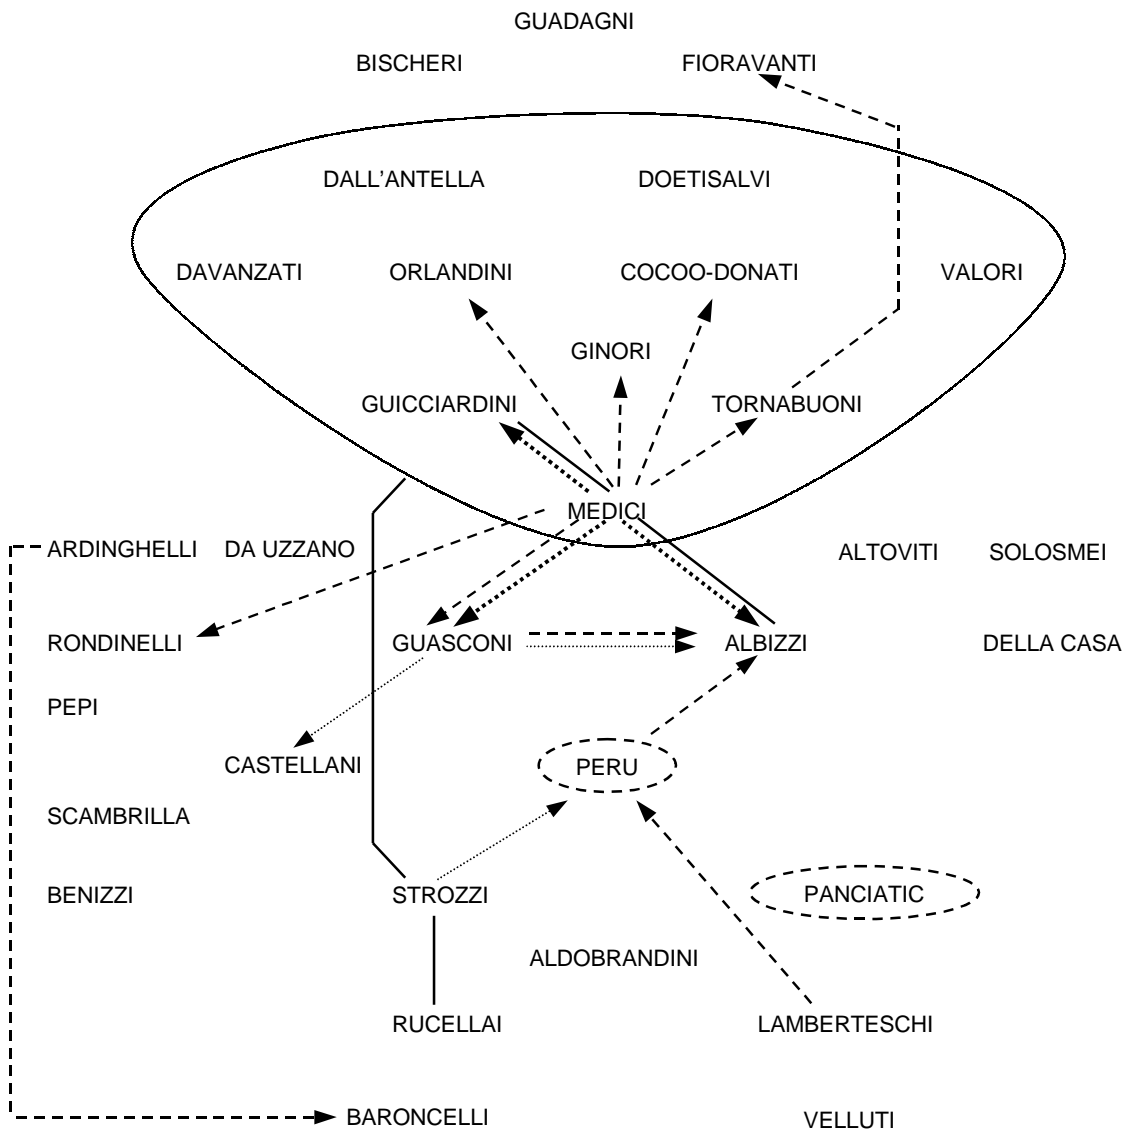 GUADAGNI
BISCHERI FIORAVANTI
DALL'ANTELLA DOETISALVI
DAVANZATI ORLANDINI COCOO-DONATI VALORI
GINORI
GUICCIARDINI TORNABUONI
MEDICI
ARDINGHELLI DA UZZANO ALTOVITI SOLOSMEI
RONDINELLI GUASCONI ALBIZZI DELLA CASA
PEPI
CASTELLANI PERU
SCAMBRILLA
BENIZZI STROZZI PANCIATIC
ALDOBRANDINI
RUCELLAI LAMBERTESCHI
BARONCELLI VELLUTI